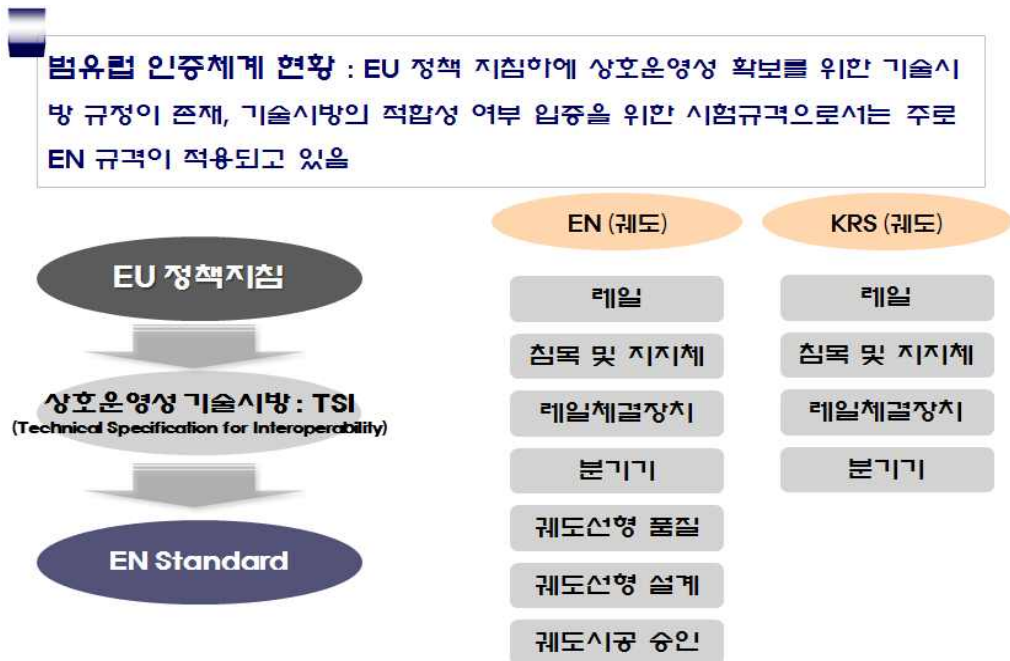 범유럽 인증체계 현황 : EU 정책 지침하에 상호운영성 확보를 위한 기술시
방 규정이 존재, 기술시방의 적합성 여부 입증을 위한 시험규격으로서는 주로
EN 규격이 적용되고 있음
EU 정책지침
상호운영성 기술시방 : TSI
(Technical Specification for Interoperability)
EN Standard
EN (궤도)
레일
침목 및 지지체
레일체결장치
분기기
궤도선형 품질
궤도선형 설계
궤도시공 승인
KRS (궤도)
레일
침목 및 지지체
레일체결장치
분기기